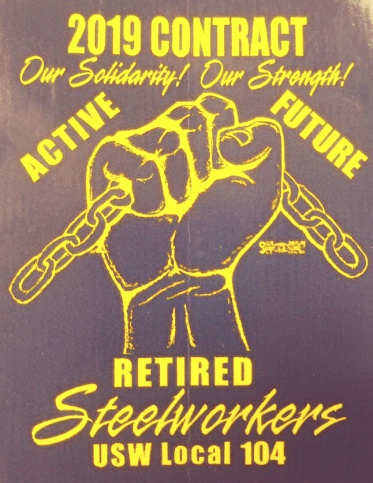 2019 CONTRACT
Our Solidarity! Our Strength!
ACTIVE
FUTURE
RETIRED
Steelworkers
USW Local 104